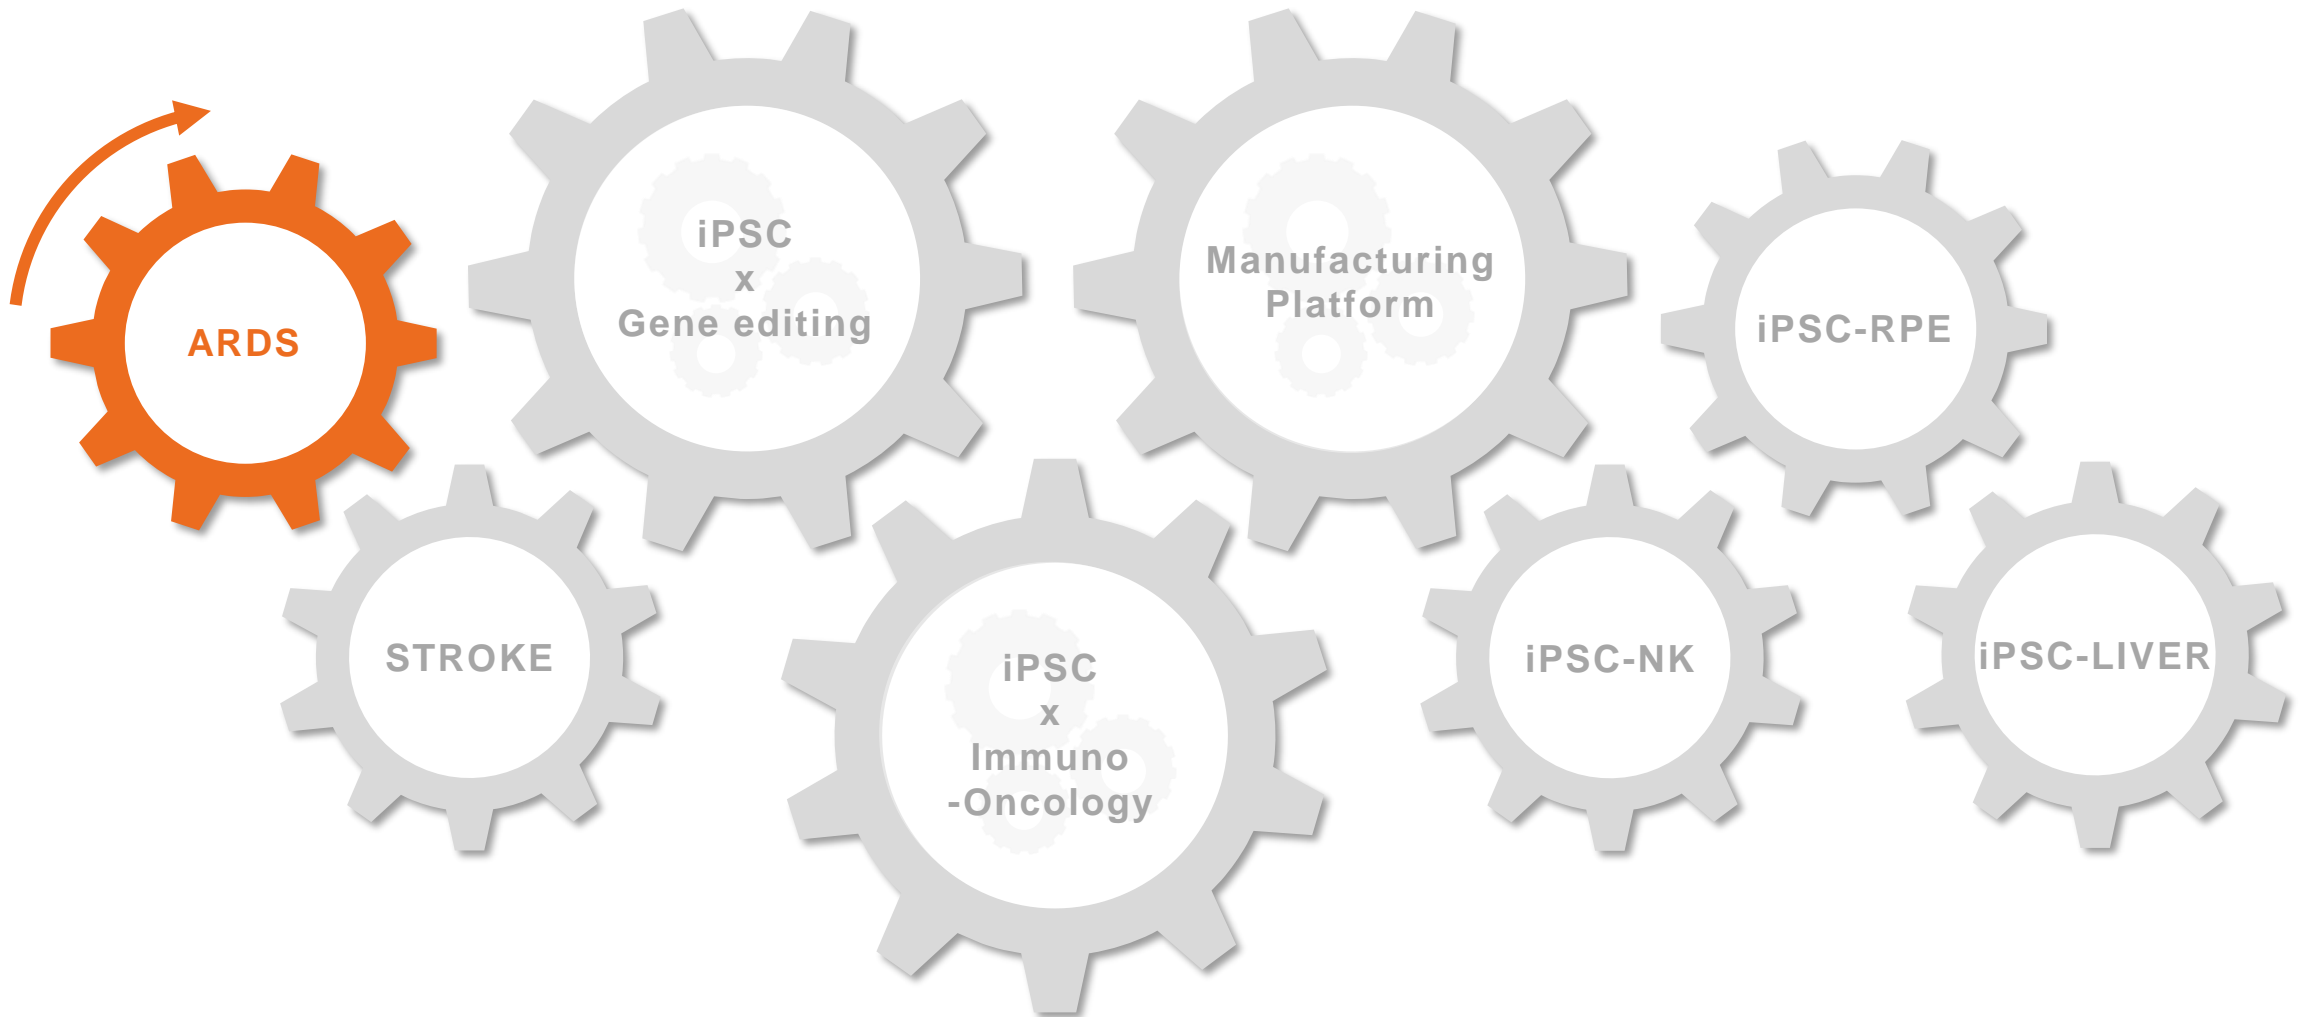 ARDS
iPSC
x
Gene editing
Manufacturing
Platform
iPSC-RPE
STROKE
iPSC
x
Immuno
-Oncology
iPSC-NK
iPSC-LIVER